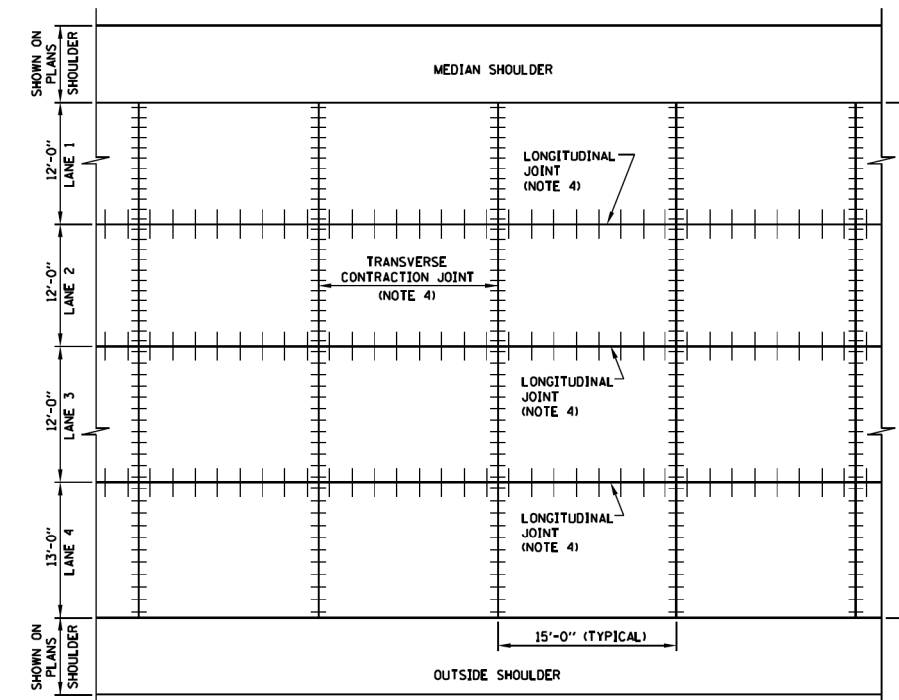 SHOWN ON
PLANS
SHOULDER
MEDIAN SHOULDER
12'-0"
LANE 1
LONGITUDINAL
JOINT
(NOTE 4)
12'-0"
LANE 2
TRANSVERSE
CONTRACTION JOINT
(NOTE 4)
12'-0"
LANE 3
LONGITUDINAL
JOINT
(NOTE 4)
13'-0"
LANE 4
LONGITUDINAL
JOINT
(NOTE 4)
15'-0" (TYPICAL)
SHOWN ON
PLANS
SHOULDER
OUTSIDE SHOULDER